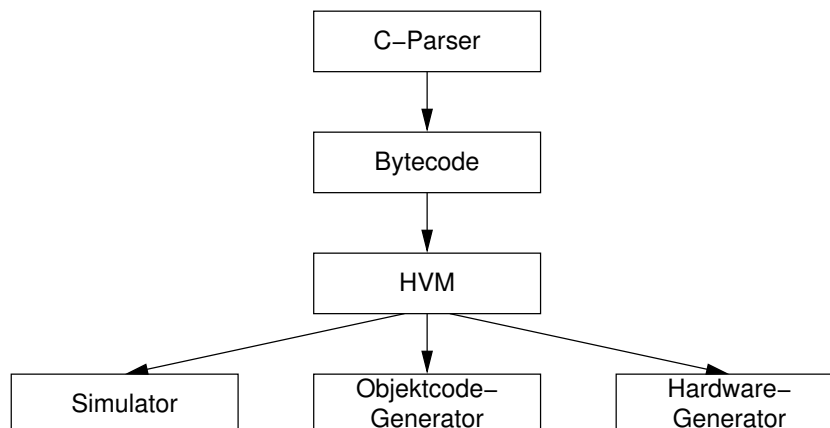 C−Parser
Bytecode
HVM
Simulator
Objektcode−
Generator
Hardware−
Generator